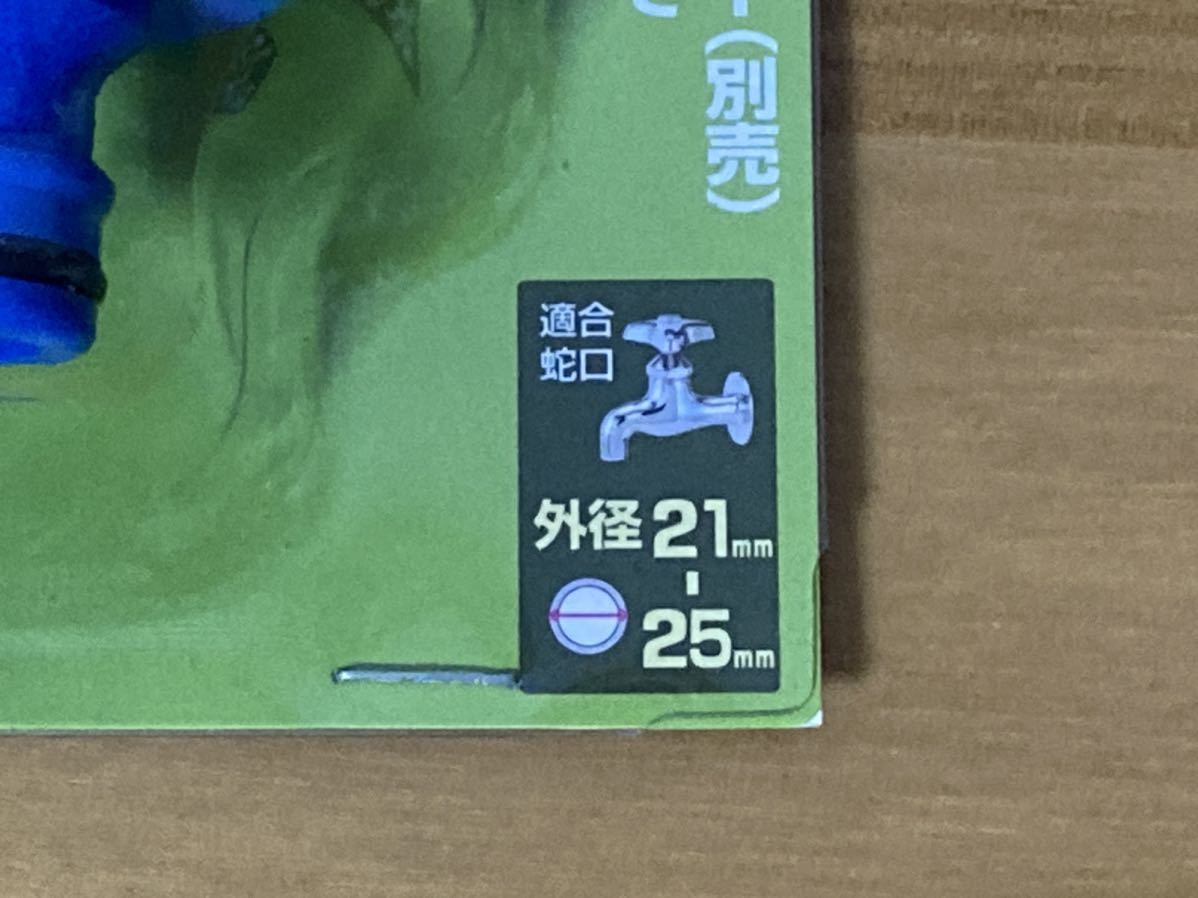 (別売)
適合
蛇口
外径 21mm
-
25mm